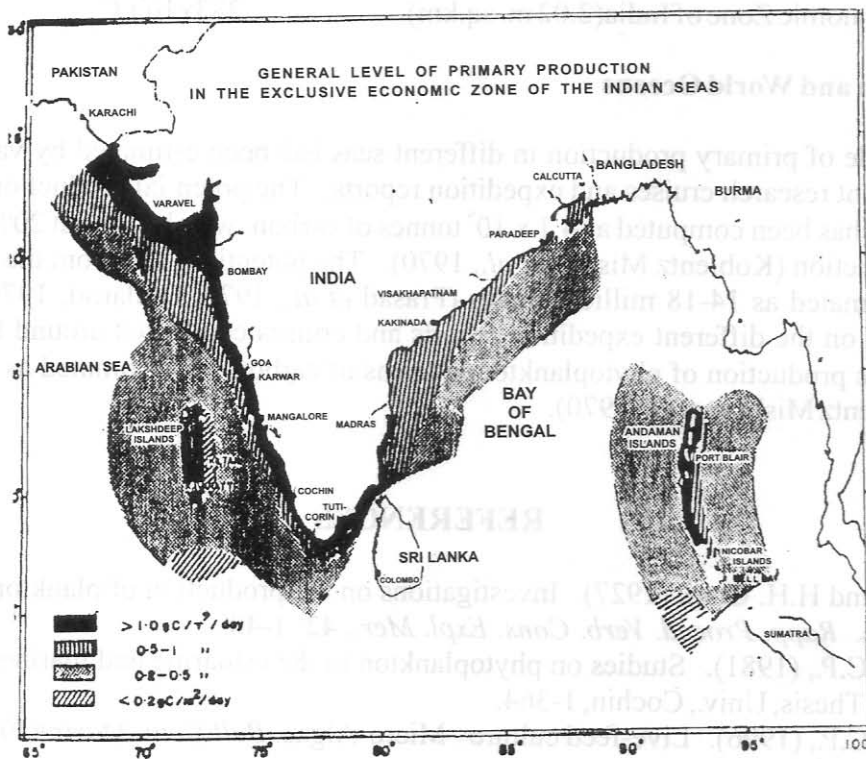 GENERAL LEVEL OF PRIMARY PRODUCTION
IN THE EXCLUSIVE ECONOMIC ZONE OF THE INDIAN SEAS
PAKISTAN
KARACHI
VARAVEL
BOMBAY
INDIA
CALCUTTA
BANGLADESH
BURMA
PARADEEP
VISAKHAPATNAM
KAKINADA
ARABIAN SEA
GOA
KARWAR
MANGALORE
MADRAS
BAY
OF
BENGAL
LAKSHDEEP
ISLANDS
COCHIN
TUTI-
CORIN
SRI LANKA
COLOMBO
ANDAMAN
ISLANDS
PORT BLAIR
NICOBAR
ISLANDS
SUMATRA
>1·0 gC/m²/day
0·5-1 "
0·2-0·5 "
<0·2gC/m²/day
65° 70° 75° 80° 85° 90° 95° 100